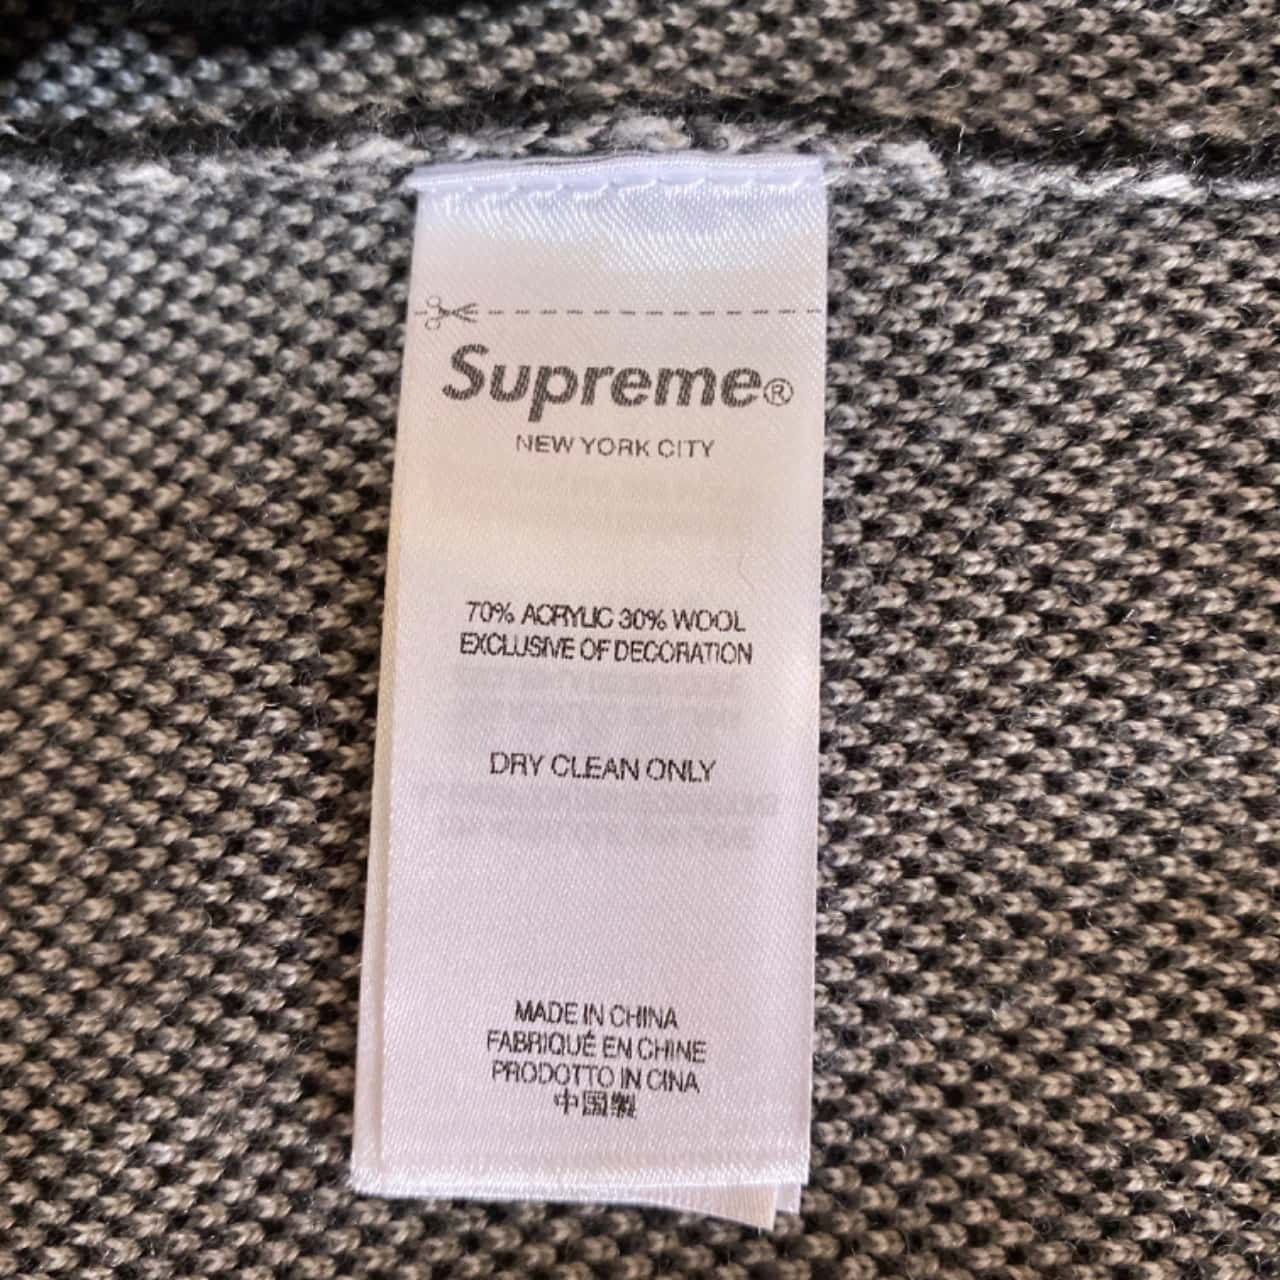 Supreme®
NEW YORK CITY
70% ACRYLIC 30% WOOL
EXCLUSIVE OF DECORATION
DRY CLEAN ONLY
MADE IN CHINA
FABRIQUÉ EN CHINE
PRODOTTO IN CINA
中国製